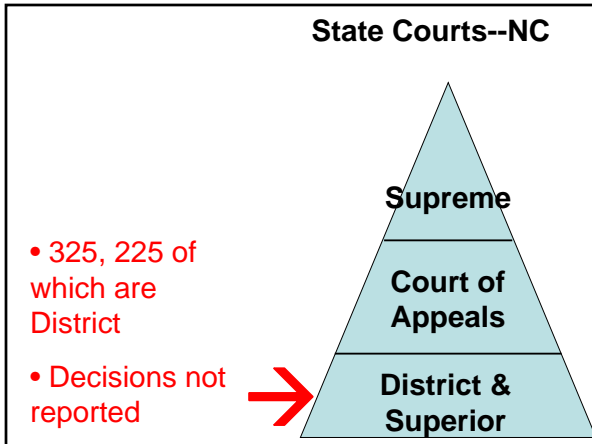 State Courts--NC
Supreme
Court of
Appeals
District &
Superior
• 325, 225 of
which are
District
• Decisions not
reported